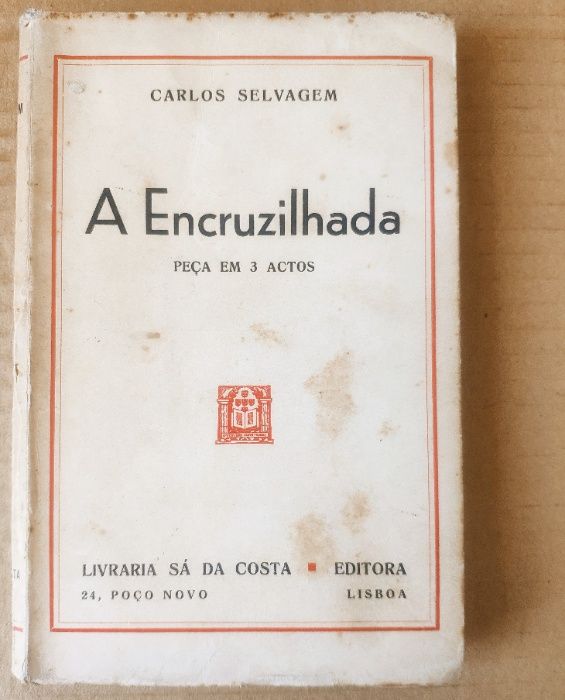 CARLOS SELVAGEM
A Encruzilhada
PEÇA EM 3 ACTOS
LIVRARIA SÁ DA COSTA ▪ EDITORA
24, POÇO NOVO LISBOA